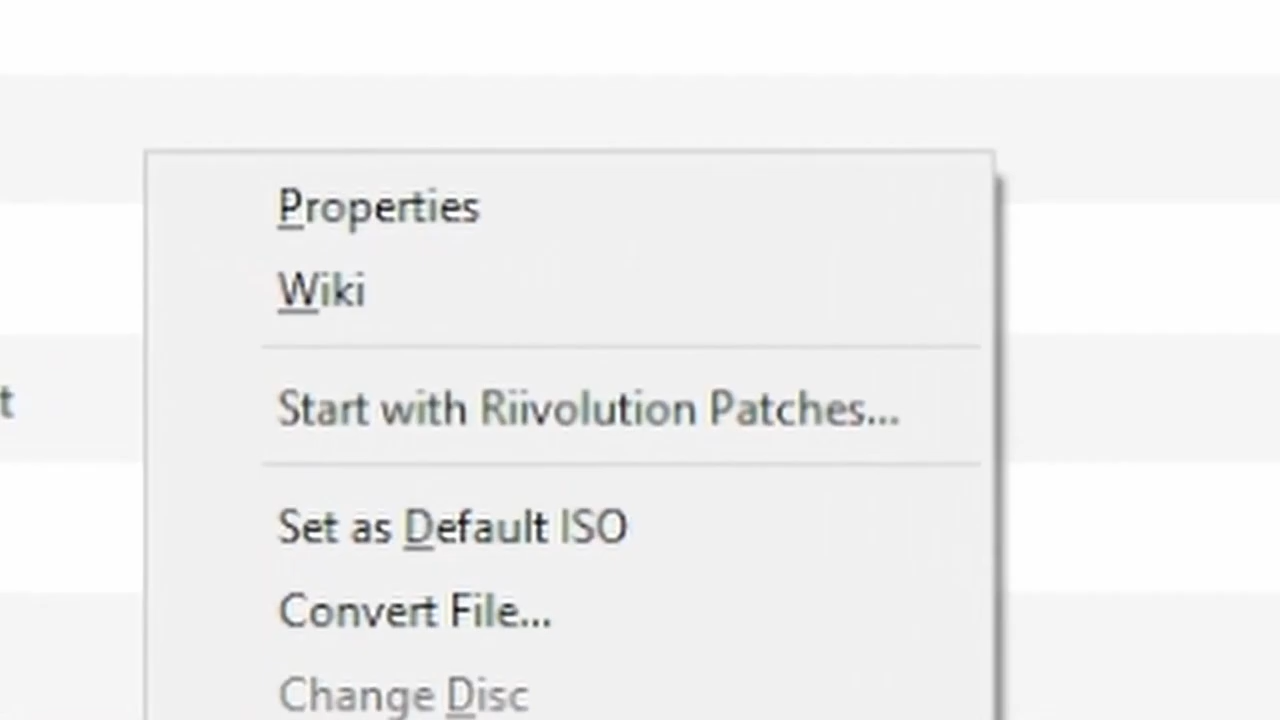 Properties
Wiki
t
Start with Riivolution Patches...
Set as Default ISO
Convert File...
Change Disc